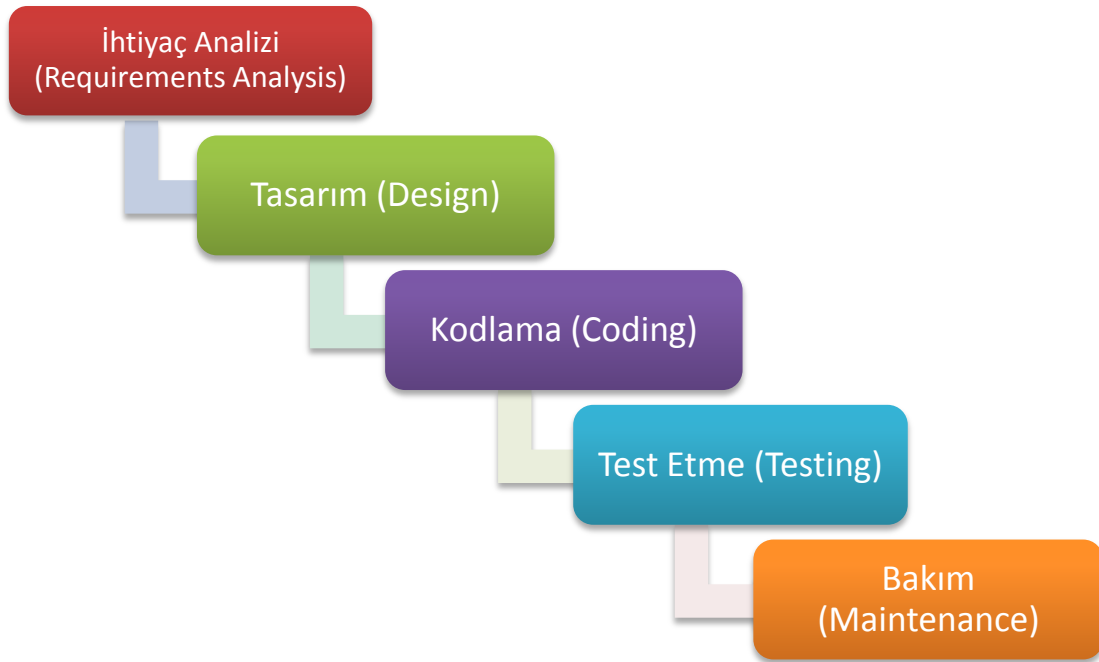 İhtiyaç Analizi
(Requirements Analysis)
Tasarım (Design)
Kodlama (Coding)
Test Etme (Testing)
Bakım
(Maintenance)